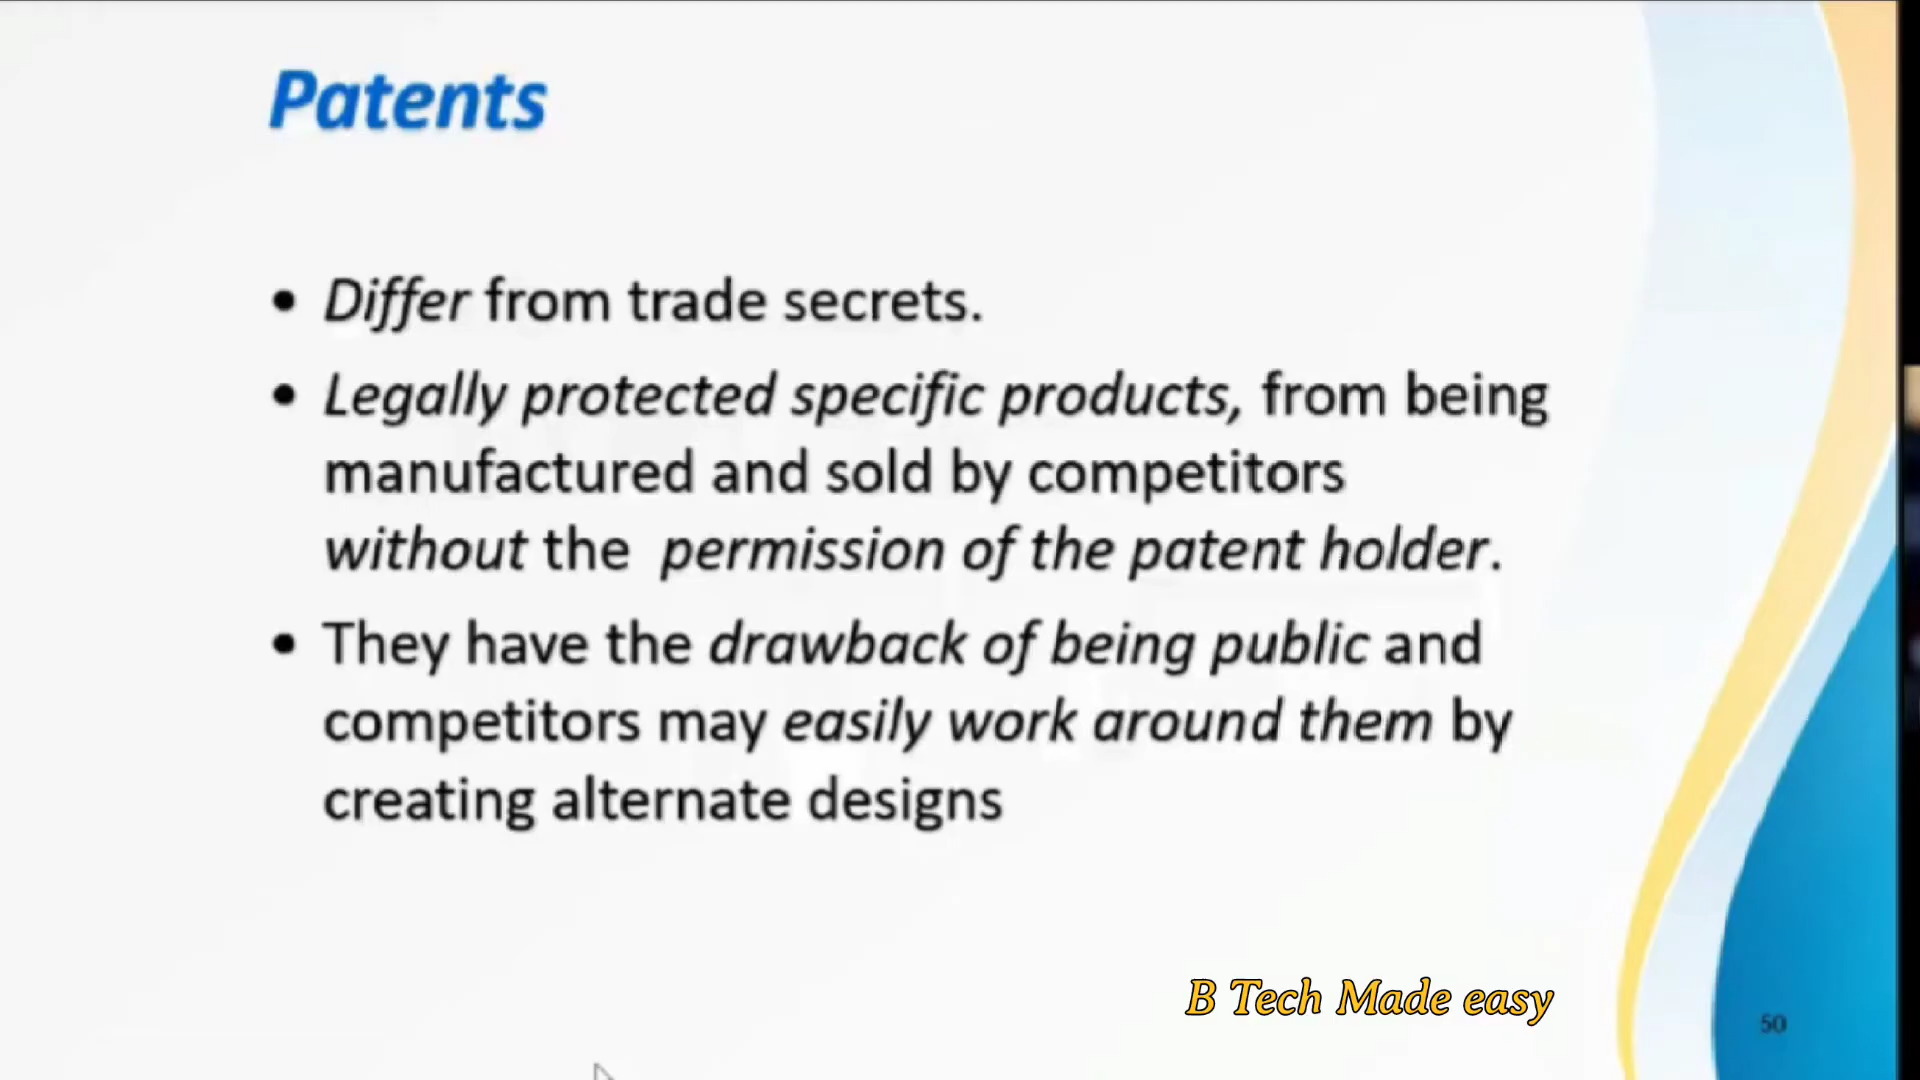 Patents
• Differ from trade secrets.
• Legally protected specific products, from being
manufactured and sold by competitors
without the permission of the patent holder.
• They have the drawback of being public and
competitors may easily work around them by
creating alternate designs
B Tech Made easy
50